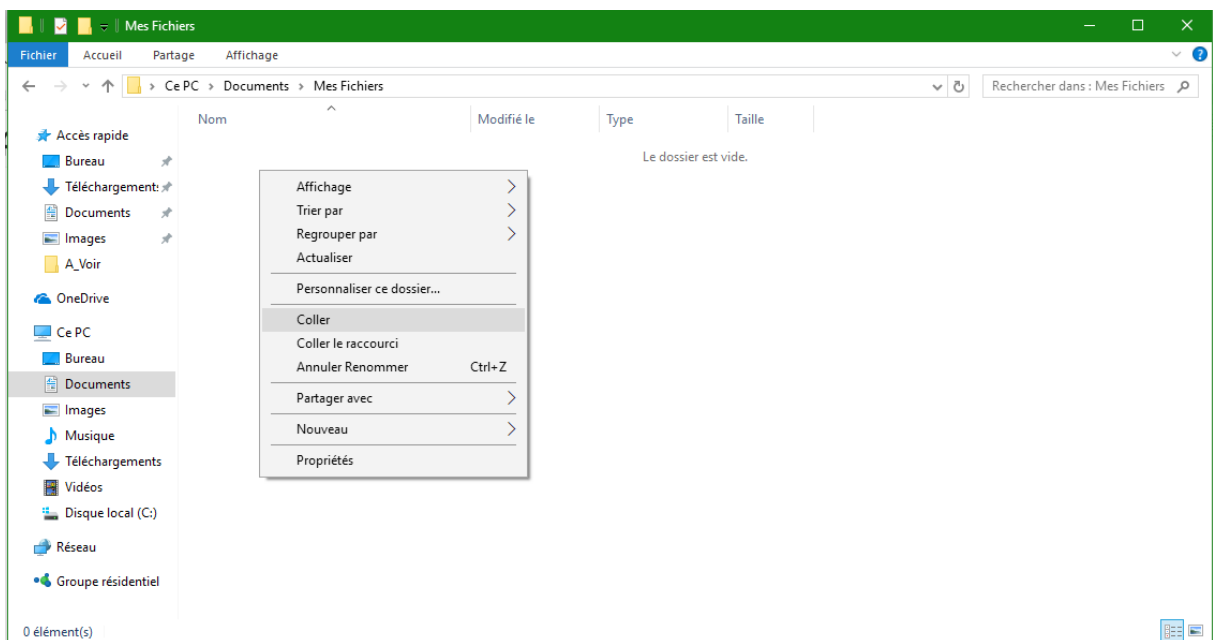 Mes Fichiers
Fichier Accueil Partage Affichage
Ce PC > Documents > Mes Fichiers Rechercher dans : Mes Fichiers
Nom Modifié le Type Taille
Le dossier est vide.
Accès rapide
Bureau
Téléchargement:
Documents
Images
A_Voir
OneDrive
Ce PC
Bureau
Documents
Images
Musique
Téléchargements
Vidéos
Disque local (C:)
Réseau
Groupe résidentiel
Affichage
Trier par
Regrouper par
Actualiser
Personnaliser ce dossier...
Coller
Coller le raccourci
Annuler Renommer Ctrl+Z
Partager avec
Nouveau
Propriétés
0 élément(s)